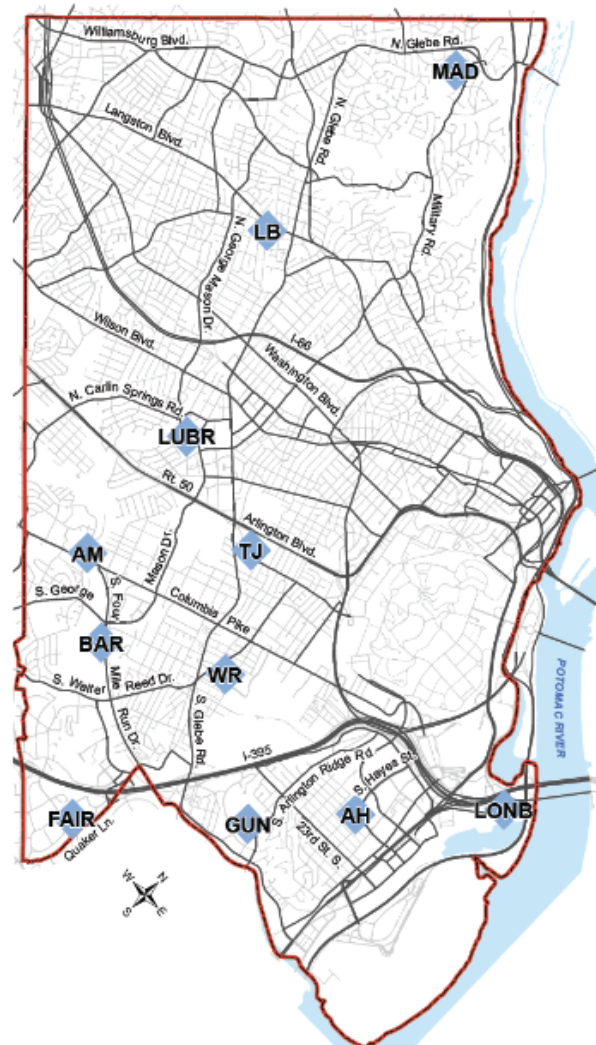 Williamsburg Blvd.
N. Glebe Rd.
MAD
Langston Blvd.
N. Glebe Rd.
Military Rd.
LB
N. George Mason Dr.
I-66
Wilson Blvd.
Washington Blvd.
N. Carlin Springs Rd.
LUBR
Rt. 50
Arlington Blvd.
TJ
AM
Mason Dr.
S. George
S. Four
Columbia Pike
BAR
WR
Mile
S. Walter Reed Dr.
Run Dr.
S. Glebe Rd.
POTOMAC RIVER
I-395
S. Arlington Ridge Rd
S. Hayes St.
FAIR
GUN
AH
LONB
23rd St. S.
Quaker Ln.
N
W
E
S